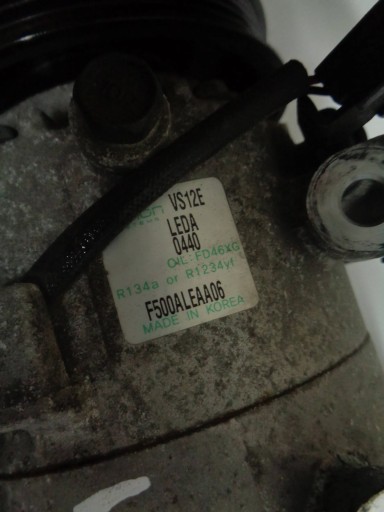 VS12E
LEDA
0440
OIL:FD46XG
R134a or R1234yf
F500ALEAA06
MADE IN KOREA